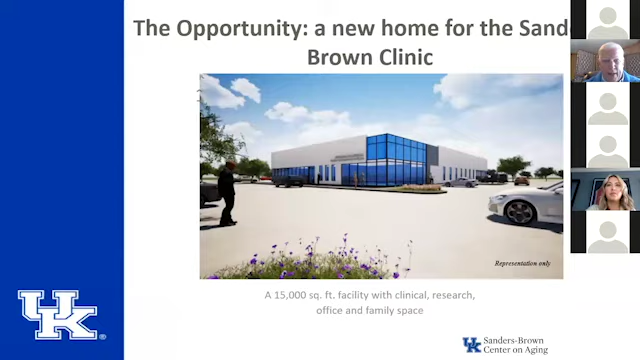 The Opportunity: a new home for the Sand
Brown Clinic
Representation only
A 15,000 sq. ft. facility with clinical, research,
office and family space
UK
®
UK Sanders-Brown
Center on Aging